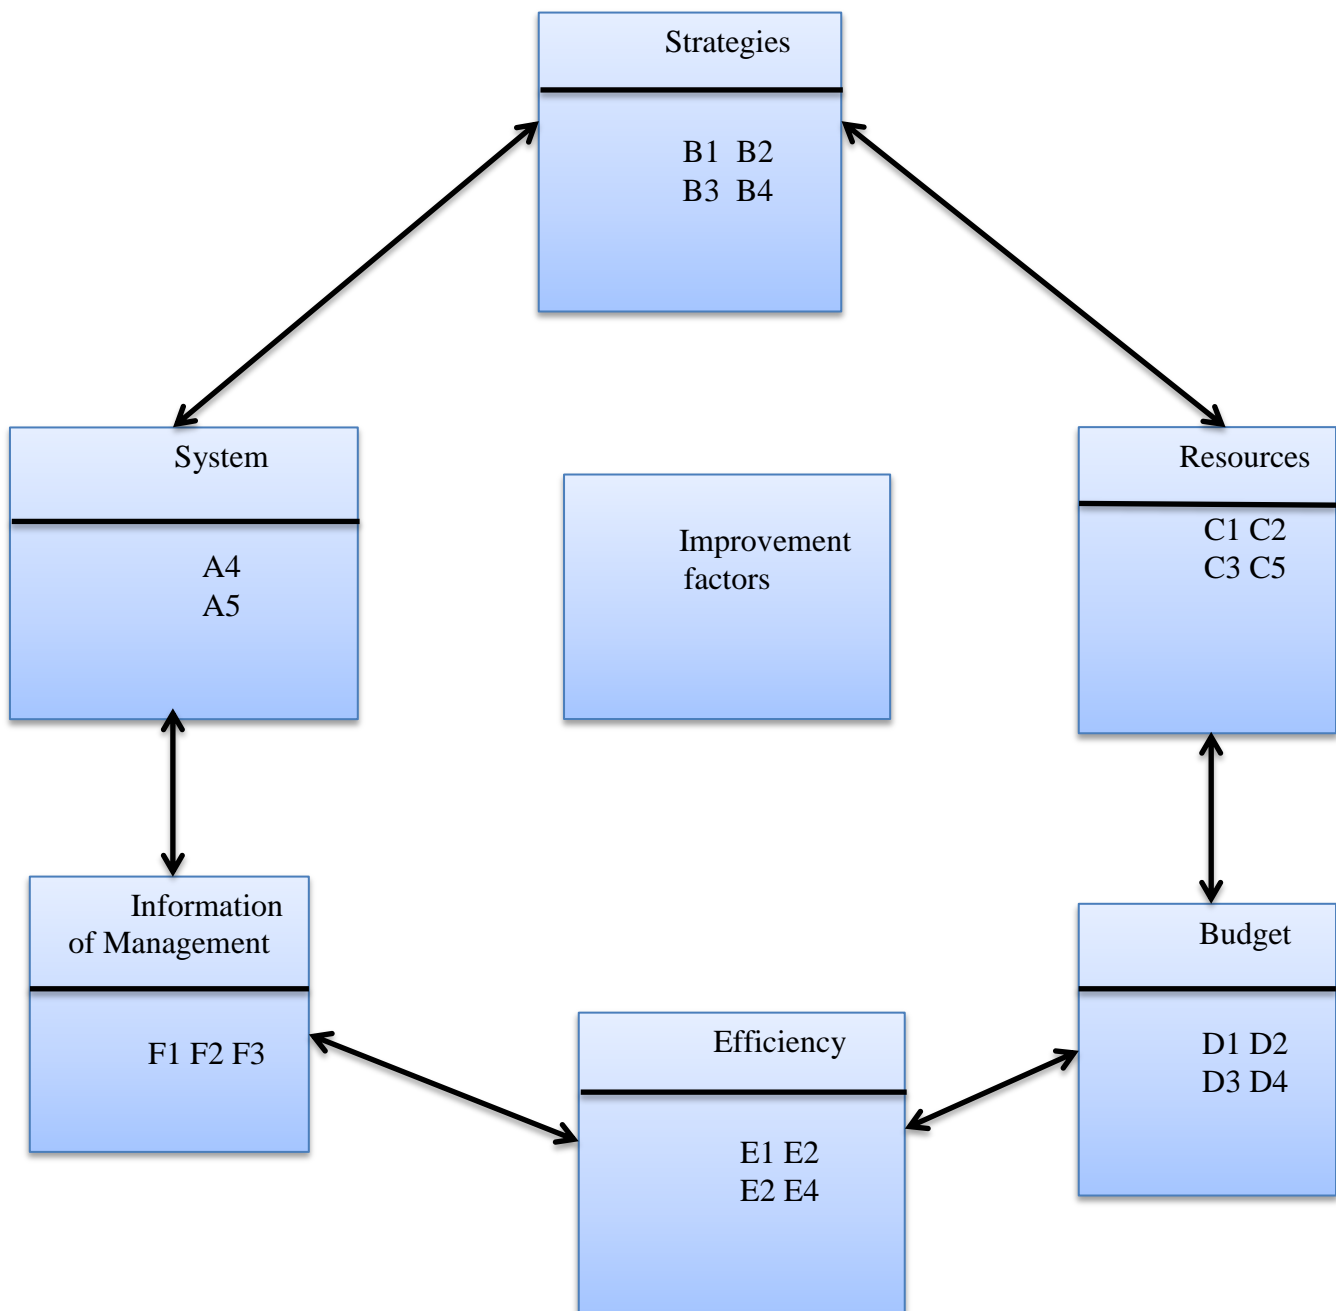 Strategies
B1 B2
B3 B4
System
A4
A5
Improvement
factors
Resources
C1 C2
C3 C5
Information
of Management
F1 F2 F3
Efficiency
E1 E2
E2 E4
Budget
D1 D2
D3 D4